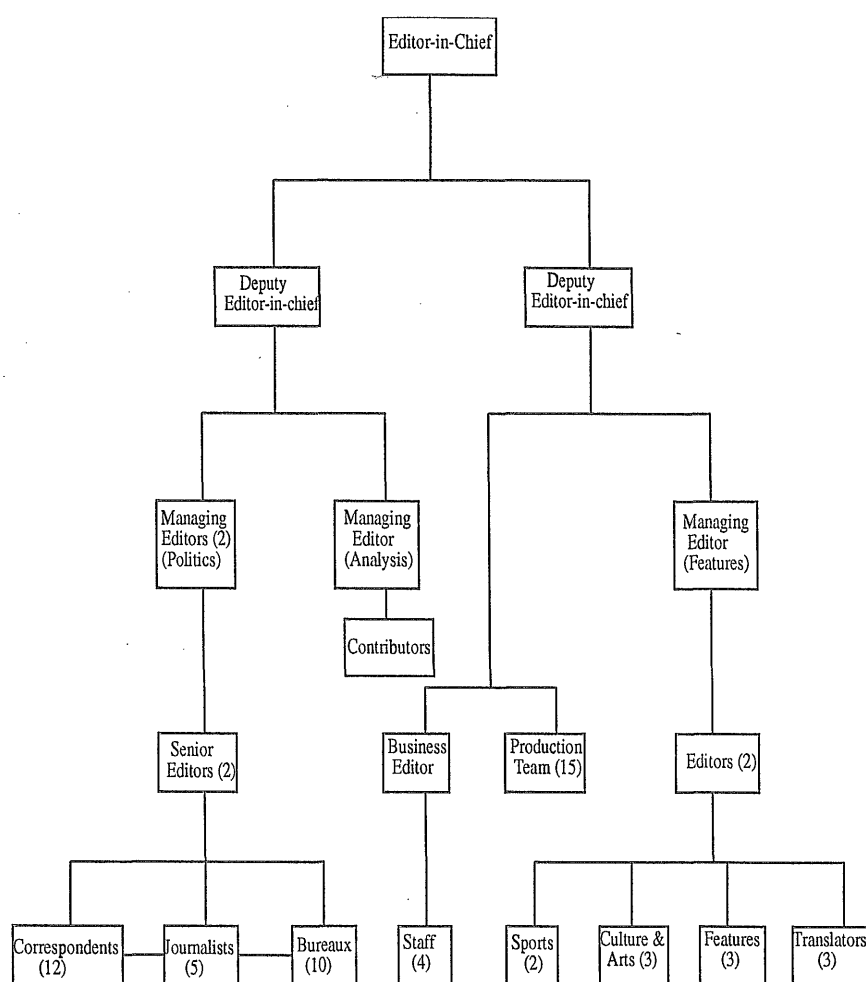 Editor-in-Chief
Deputy
Editor-in-chief
Deputy
Editor-in-chief
Managing
Editors (2)
(Politics)
Managing
Editor
(Analysis)
Managing
Editor
(Features)
Contributors
Senior
Editors (2)
Business
Editor
Production
Team (15)
Editors (2)
Correspondents
(12)
Journalists
(5)
Bureaux
(10)
Staff
(4)
Sports
(2)
Culture &
Arts (3)
Features
(3)
Translators
(3)